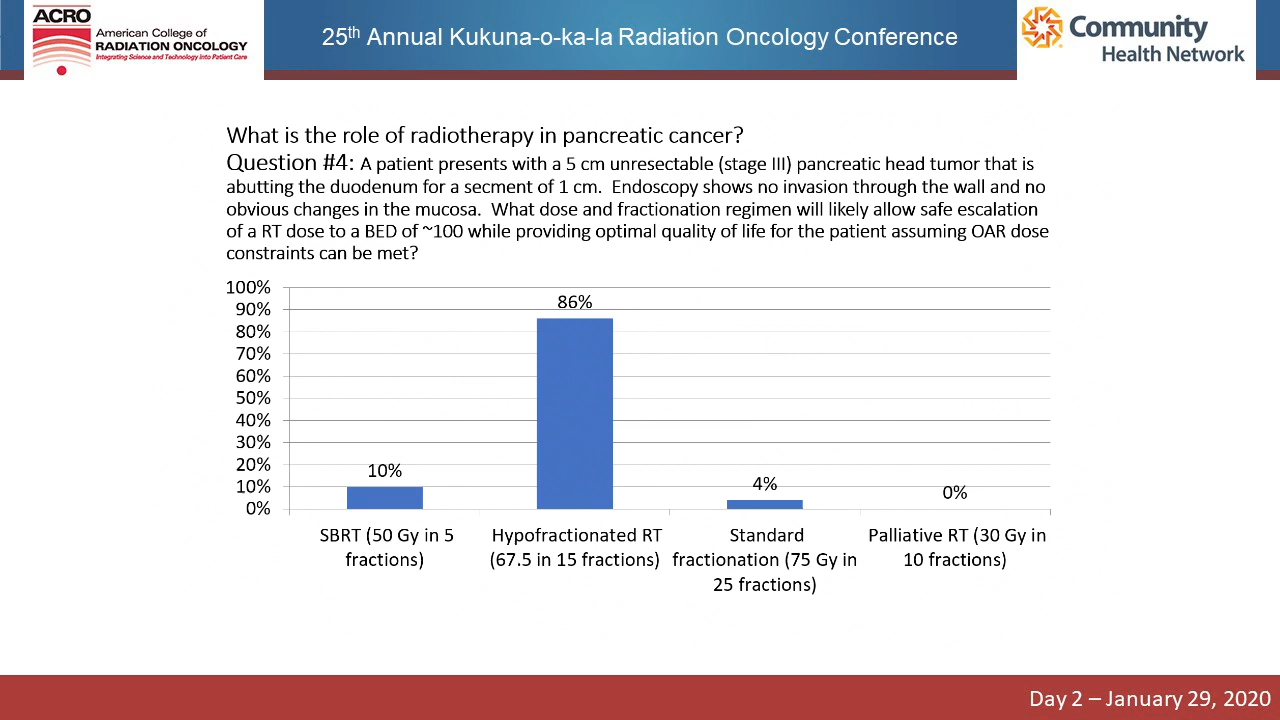 ACRO
American College of
RADIATION ONCOLOGY
Integrating Science and Technology Into Patient Care
25th Annual Kukuna-o-ka-la Radiation Oncology Conference
Community
Health Network
What is the role of radiotherapy in pancreatic cancer?
Question #4: A patient presents with a 5 cm unresectable (stage III) pancreatic head tumor that is
abutting the duodenum for a secment of 1 cm. Endoscopy shows no invasion through the wall and no
obvious changes in the mucosa. What dose and fractionation regimen will likely allow safe escalation
of a RT dose to a BED of ~100 while providing optimal quality of life for the patient assuming OAR dose
constraints can be met?
100%
90%
80%
70%
60%
50%
40%
30%
20%
10%
0%
10%
86%
4%
0%
SBRT (50 Gy in 5
fractions)
Hypofractionated RT
(67.5 in 15 fractions)
Standard
fractionation (75 Gy in
25 fractions)
Palliative RT (30 Gy in
10 fractions)
Day 2 – January 29, 2020